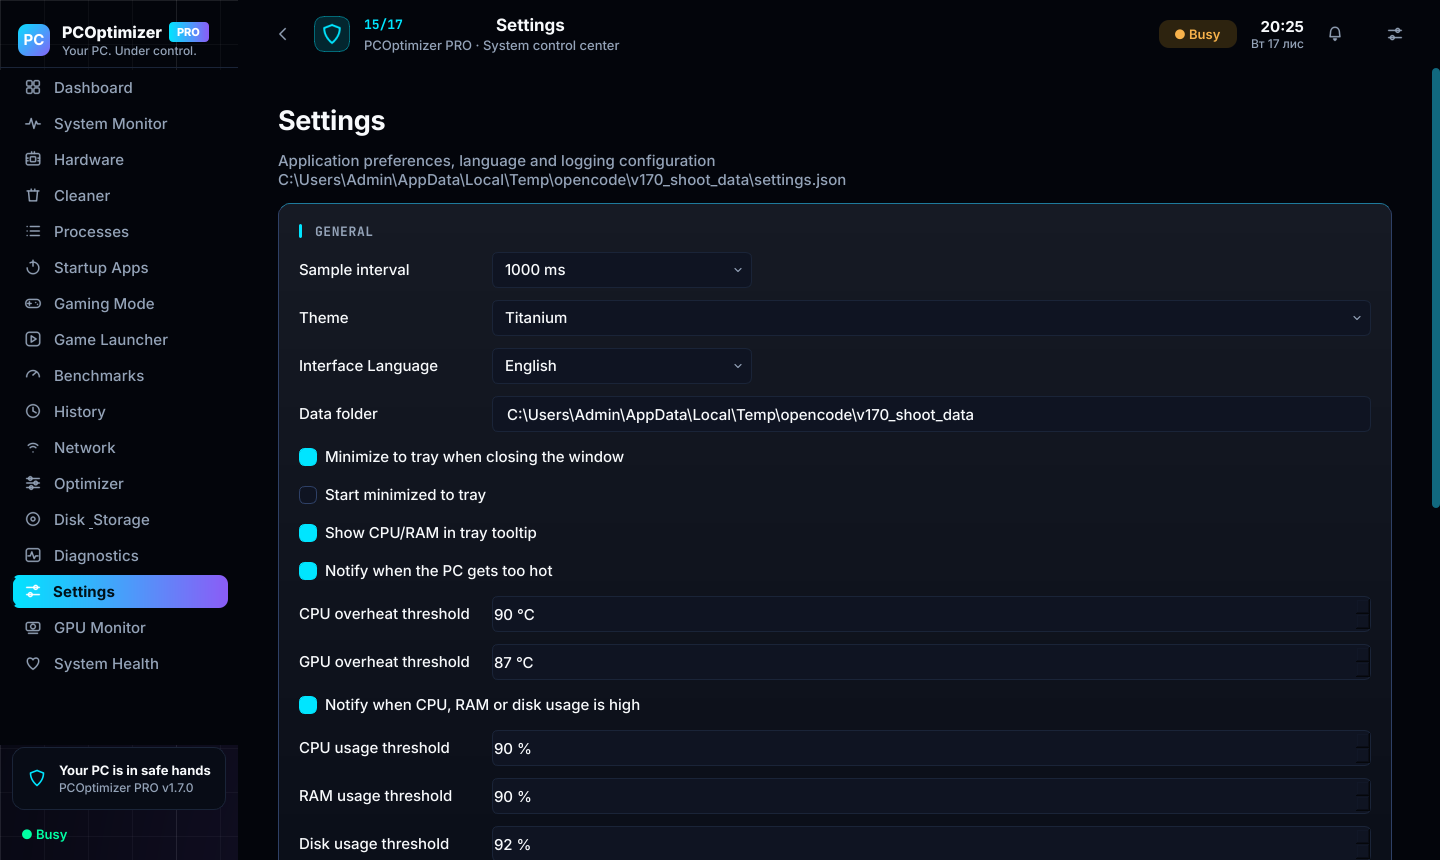 PC
PCOptimizer PRO
Your PC. Under control.
Dashboard
System Monitor
Hardware
Cleaner
Processes
Startup Apps
Gaming Mode
Game Launcher
Benchmarks
History
Network
Optimizer
Disk _Storage
Diagnostics
Settings
GPU Monitor
System Health
Your PC is in safe hands
PCOptimizer PRO v1.7.0
Busy
15/17
Settings
PCOptimizer PRO · System control center
Busy
20:25
Вт 17 лис
Settings
Application preferences, language and logging configuration
C:\Users\Admin\AppData\Local\Temp\opencode\v170_shoot_data\settings.json
GENERAL
Sample interval
1000 ms
Theme
Titanium
Interface Language
English
Data folder
C:\Users\Admin\AppData\Local\Temp\opencode\v170_shoot_data
Minimize to tray when closing the window
Start minimized to tray
Show CPU/RAM in tray tooltip
Notify when the PC gets too hot
CPU overheat threshold
90 °C
GPU overheat threshold
87 °C
Notify when CPU, RAM or disk usage is high
CPU usage threshold
90 %
RAM usage threshold
90 %
Disk usage threshold
92 %